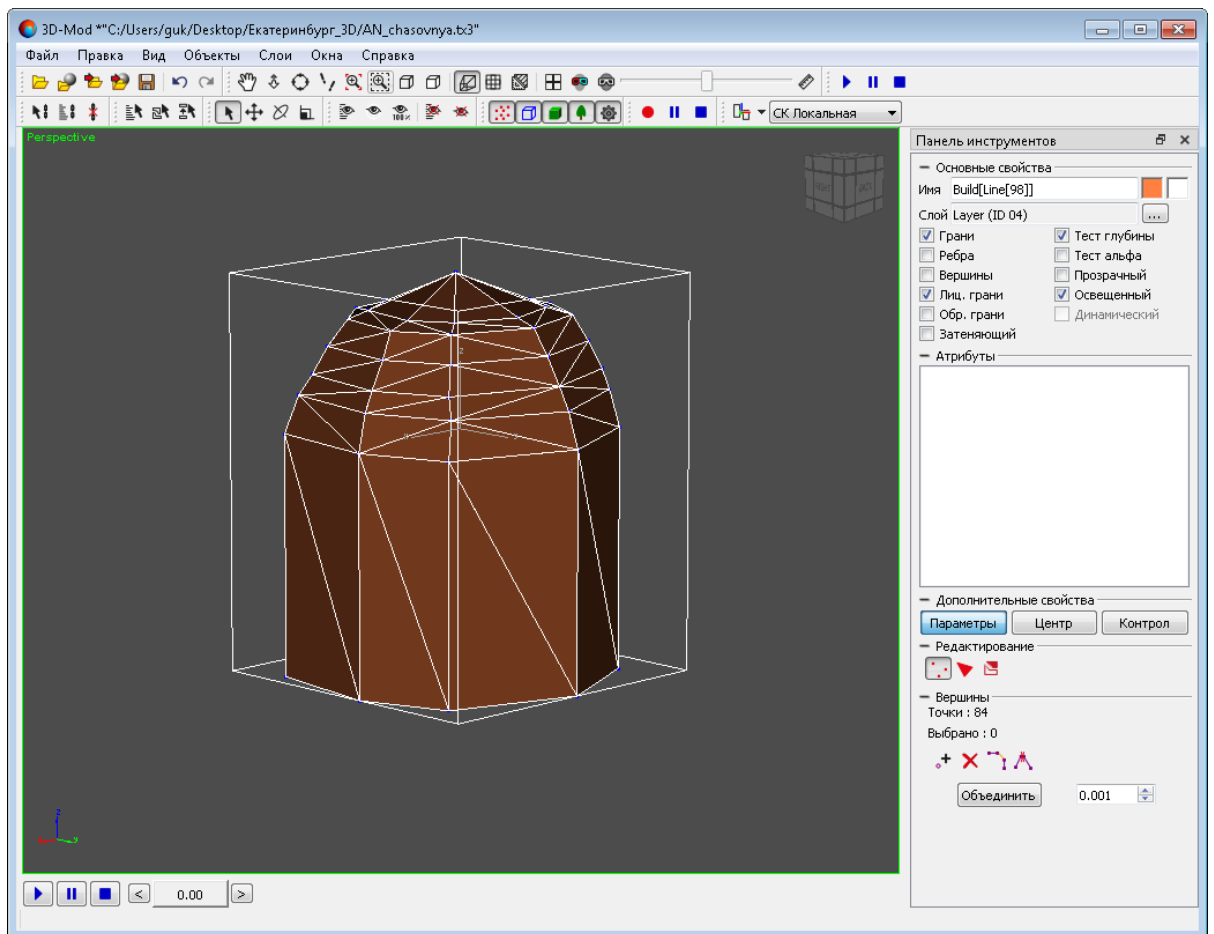 3D-Mod *"C:/Users/guk/Desktop/Екатеринбург_3D/AN_chasovnya.tx3"
Файл Правка Вид Объекты Слои Окна Справка
100%
СК Локальная
Perspective
Панель инструментов
Основные свойства
Имя Build[Line[98]]
Слой Layer (ID 04) ...
Грани Тест глубины
Ребра Тест альфа
Вершины Прозрачный
Лиц. грани Освещенный
Обр. грани Динамический
Затеняющий
Атрибуты
z
Дополнительные свойства
Параметры Центр Контрол
Редактирование
Вершины
Точки : 84
Выбрано : 0
Объединить 0.001
z
y
< 0.00 >